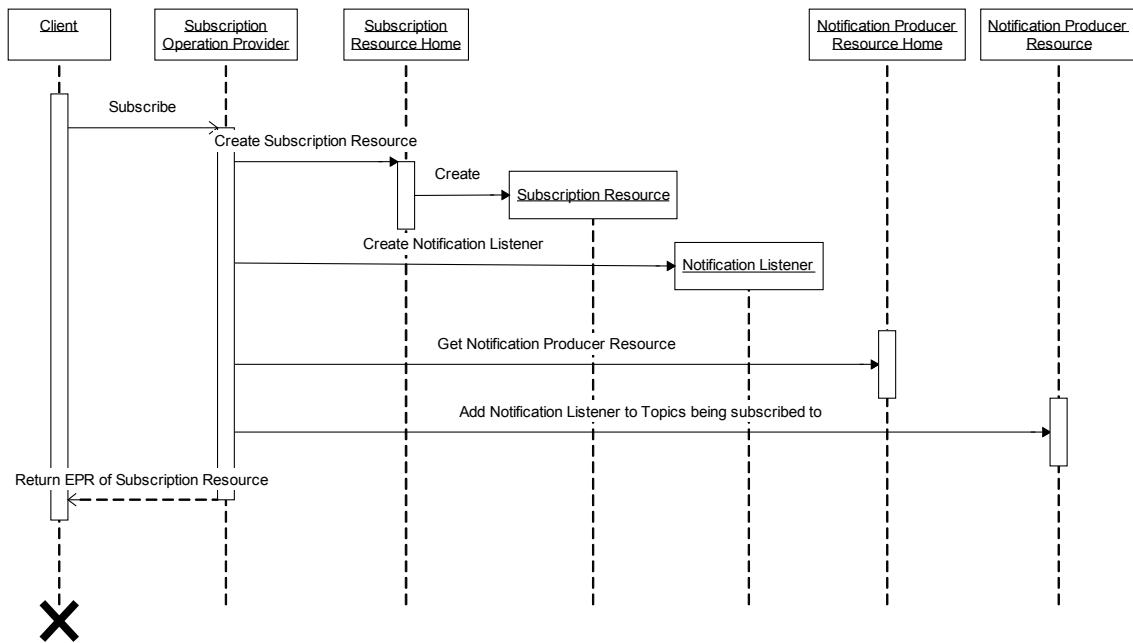 Client
Subscription
Operation Provider
Subscription
Resource Home
Notification Producer
Resource Home
Notification Producer
Resource
Subscribe
Create Subscription Resource
Create
Subscription Resource
Create Notification Listener
Notification Listener
Get Notification Producer Resource
Add Notification Listener to Topics being subscribed to
Return EPR of Subscription Resource